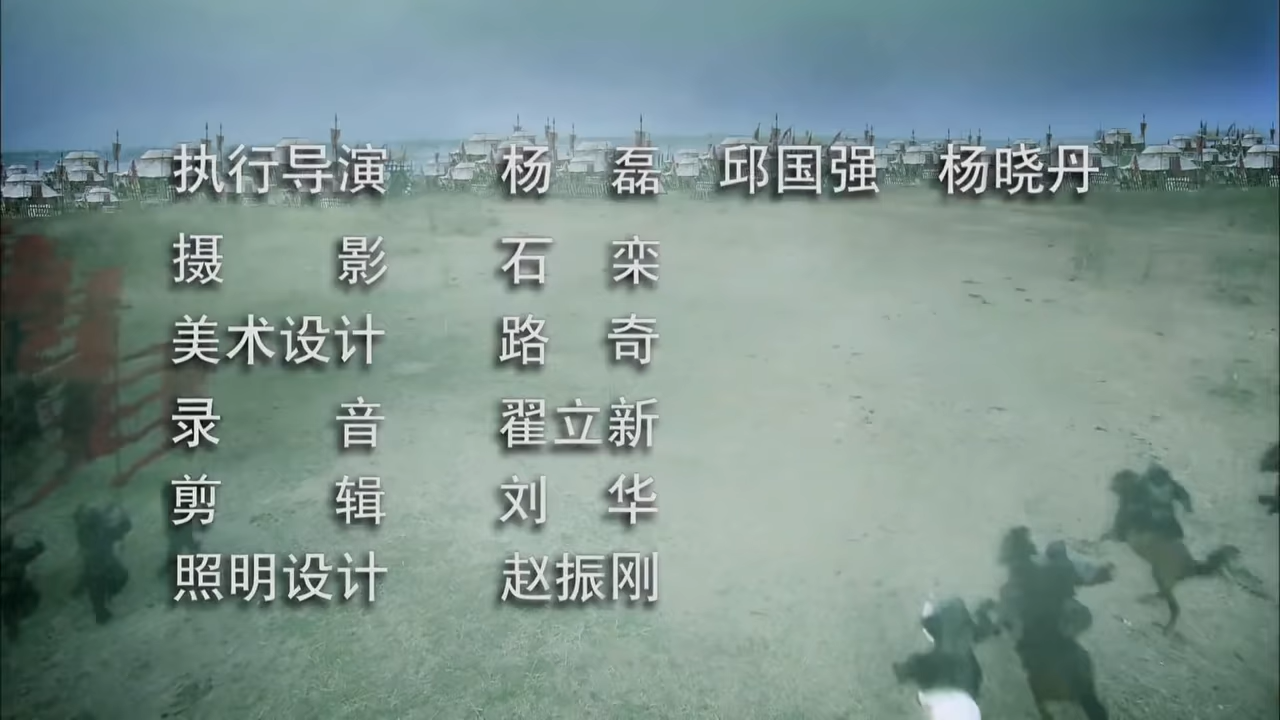 执行导演 杨磊 邱国强 杨晓丹
摄影 石栾
美术设计 路奇
录音 翟立新
剪辑 刘华
照明设计 赵振刚